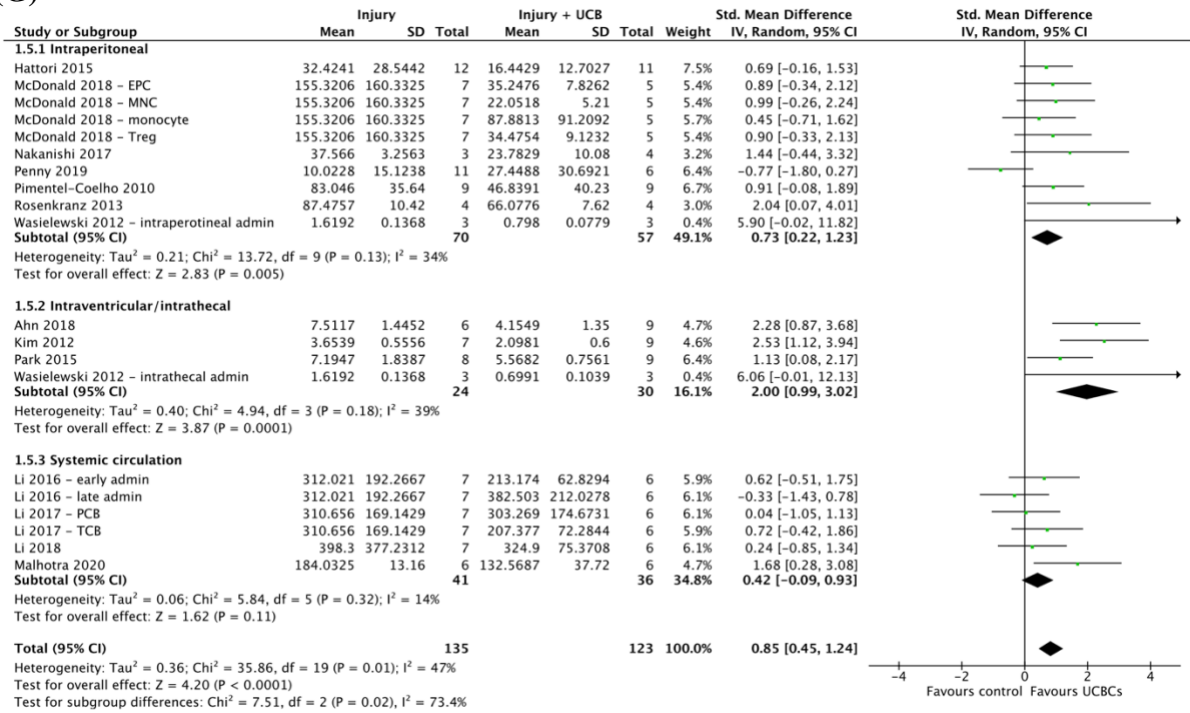 Injury Injury + UCB Std. Mean Difference Std. Mean Difference
Study or Subgroup Mean SD Total Mean SD Total Weight IV, Random, 95% CI IV, Random, 95% CI
1.5.1 Intraperitoneal
Hattori 2015 32.4241 28.5442 12 16.4429 12.7027 11 7.5% 0.69 [-0.16, 1.53]
McDonald 2018 – EPC 155.3206 160.3325 7 35.2476 7.8262 5 5.4% 0.89 [-0.34, 2.12]
McDonald 2018 – MNC 155.3206 160.3325 7 22.0518 5.21 5 5.4% 0.99 [-0.26, 2.24]
McDonald 2018 – monocyte 155.3206 160.3325 7 87.8813 91.2092 5 5.4% 0.45 [-0.71, 1.62]
McDonald 2018 – Treg 155.3206 160.3325 7 34.4754 9.1232 5 5.4% 0.90 [-0.33, 2.13]
Nakanishi 2017 37.566 3.2563 3 23.7829 10.08 4 3.2% 1.44 [-0.44, 3.32]
Penny 2019 10.0228 15.1238 11 27.4488 30.6921 6 6.4% -0.77 [-1.80, 0.27]
Pimentel-Coelho 2010 83.046 35.64 9 46.8391 40.23 9 6.3% 0.91 [-0.08, 1.89]
Rosenkranz 2013 87.4757 10.42 4 66.0776 7.62 4 3.0% 2.04 [0.07, 4.01]
Wasielewski 2012 – intraperotineal admin 1.6192 0.1368 3 0.798 0.0779 3 0.4% 5.90 [-0.02, 11.82]
Subtotal (95% CI) 70 57 49.1% 0.73 [0.22, 1.23]
Heterogeneity: Tau² = 0.21; Chi² = 13.72, df = 9 (P = 0.13); I² = 34%
Test for overall effect: Z = 2.83 (P = 0.005)
1.5.2 Intraventricular/intrathecal
Ahn 2018 7.5117 1.4452 6 4.1549 1.35 9 4.7% 2.28 [0.87, 3.68]
Kim 2012 3.6539 0.5556 7 2.0981 0.6 9 4.6% 2.53 [1.12, 3.94]
Park 2015 7.1947 1.8387 8 5.5682 0.7561 9 6.4% 1.13 [0.08, 2.17]
Wasielewski 2012 – intrathecal admin 1.6192 0.1368 3 0.6991 0.1039 3 0.4% 6.06 [-0.01, 12.13]
Subtotal (95% CI) 24 30 16.1% 2.00 [0.99, 3.02]
Heterogeneity: Tau² = 0.40; Chi² = 4.94, df = 3 (P = 0.18); I² = 39%
Test for overall effect: Z = 3.87 (P = 0.0001)
1.5.3 Systemic circulation
Li 2016 – early admin 312.021 192.2667 7 213.174 62.8294 6 5.9% 0.62 [-0.51, 1.75]
Li 2016 – late admin 312.021 192.2667 7 382.503 212.0278 6 6.1% -0.33 [-1.43, 0.78]
Li 2017 – PCB 310.656 169.1429 7 303.269 174.6731 6 6.1% 0.04 [-1.05, 1.13]
Li 2017 – TCB 310.656 169.1429 7 207.377 72.2844 6 5.9% 0.72 [-0.42, 1.86]
Li 2018 398.3 377.2312 7 324.9 75.3708 6 6.1% 0.24 [-0.85, 1.34]
Malhotra 2020 184.0325 13.16 6 132.5687 37.72 6 4.7% 1.68 [0.28, 3.08]
Subtotal (95% CI) 41 36 34.8% 0.42 [-0.09, 0.93]
Heterogeneity: Tau² = 0.06; Chi² = 5.84, df = 5 (P = 0.32); I² = 14%
Test for overall effect: Z = 1.62 (P = 0.11)
Total (95% CI) 135 123 100.0% 0.85 [0.45, 1.24]
Heterogeneity: Tau² = 0.36; Chi² = 35.86, df = 19 (P = 0.01); I² = 47%
Test for overall effect: Z = 4.20 (P < 0.0001)
Test for subgroup differences: Chi² = 7.51, df = 2 (P = 0.02), I² = 73.4%
-4 -2 0 2 4
Favours control Favours UCBCs